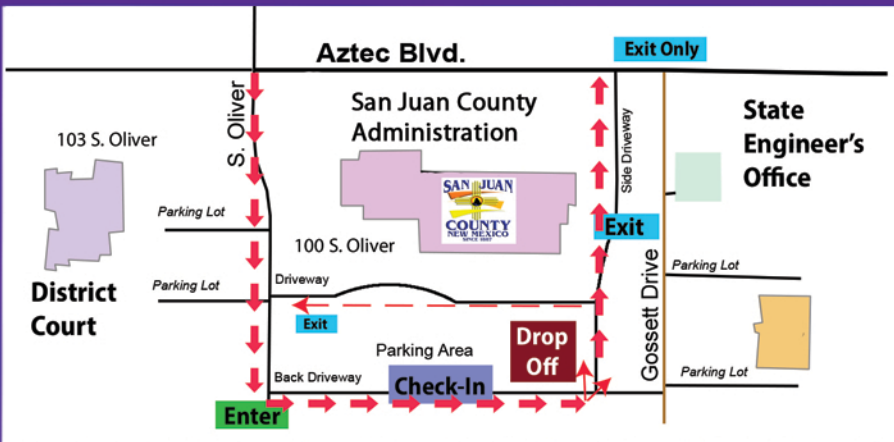 Exit Only
Aztec Blvd.
S. Oliver
San Juan County
Administration
State
Engineer's
Office
103 S. Oliver
Side Driveway
SAN JUAN
COUNTY
NEW MEXICO
SINCE 1887
Parking Lot
100 S. Oliver
Exit
Gossett Drive
Parking Lot
Parking Lot
Driveway
District
Court
Exit
Drop
Off
Parking Area
Back Driveway
Check-In
Parking Lot
Enter